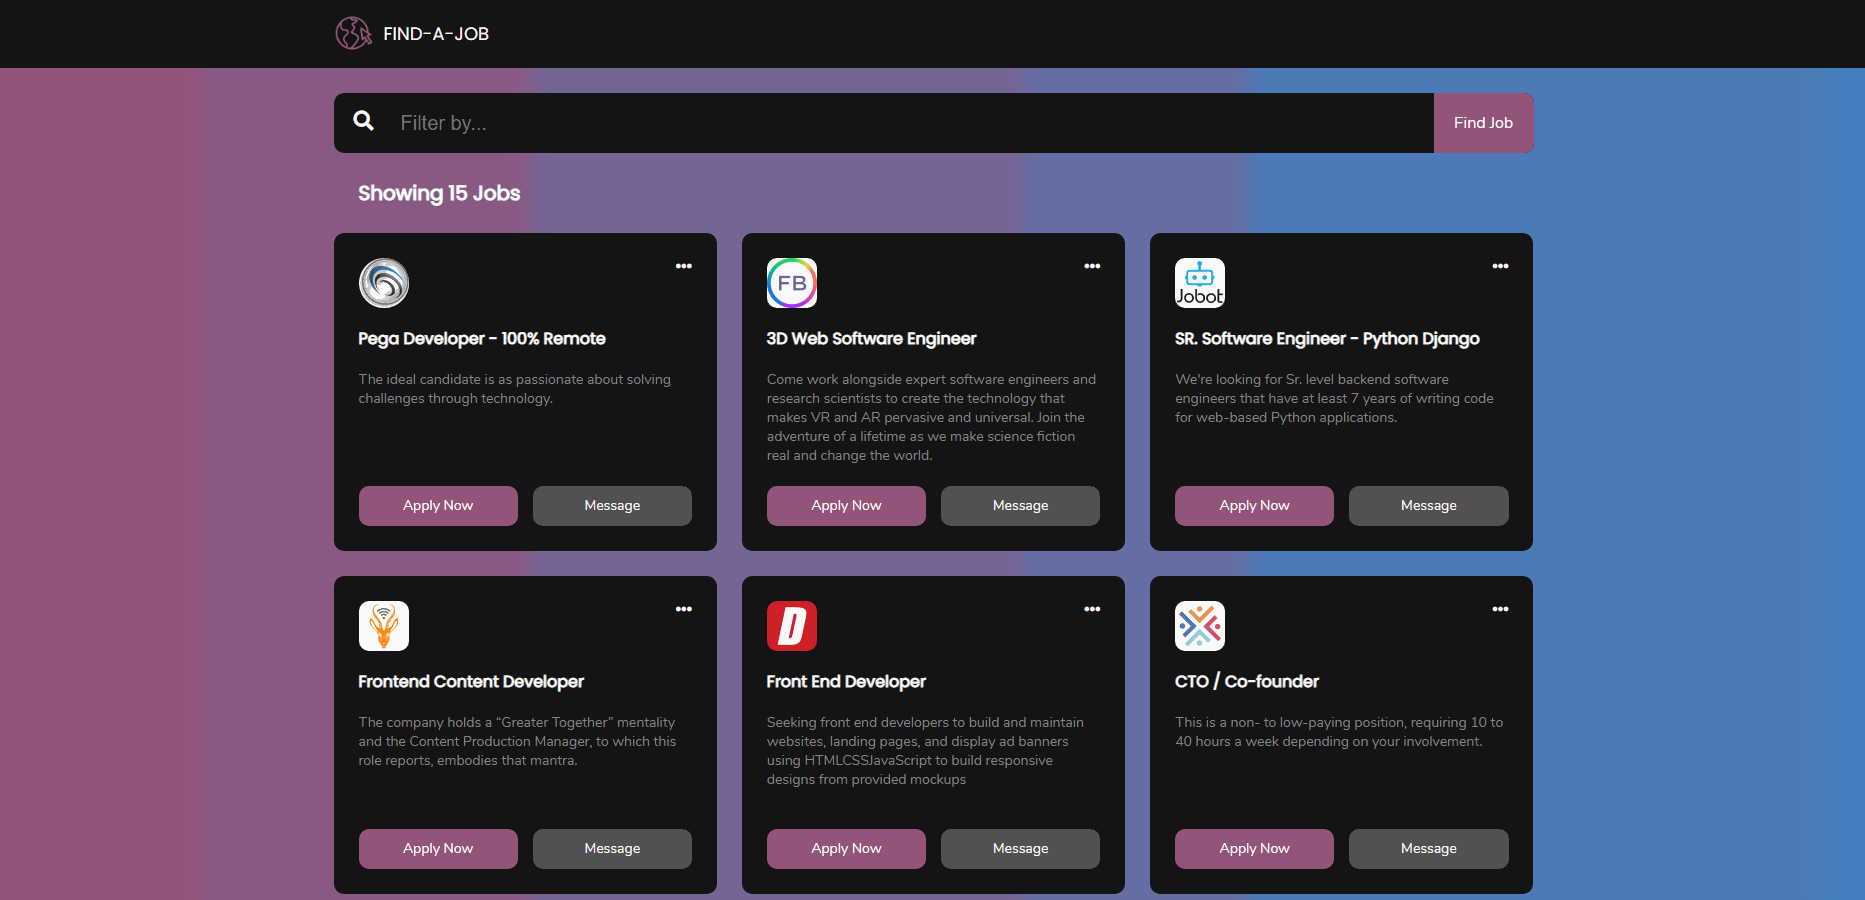 FIND-A-JOB
Filter by...
Find Job
Showing 15 Jobs
Pega Developer - 100% Remote
The ideal candidate is as passionate about solving
challenges through technology.
Apply Now
Message
FB
3D Web Software Engineer
Come work alongside expert software engineers and
research scientists to create the technology that
makes VR and AR pervasive and universal. Join the
adventure of a lifetime as we make science fiction
real and change the world.
Apply Now
Message
Jobot
SR. Software Engineer - Python Django
We're looking for Sr. level backend software
engineers that have at least 7 years of writing code
for web-based Python applications.
Apply Now
Message
Frontend Content Developer
The company holds a “Greater Together” mentality
and the Content Production Manager, to which this
role reports, embodies that mantra.
Apply Now
Message
D
Front End Developer
Seeking front end developers to build and maintain
websites, landing pages, and display ad banners
using HTMLCSSJavaScript to build responsive
designs from provided mockups
Apply Now
Message
CTO / Co-founder
This is a non- to low-paying position, requiring 10 to
40 hours a week depending on your involvement.
Apply Now
Message